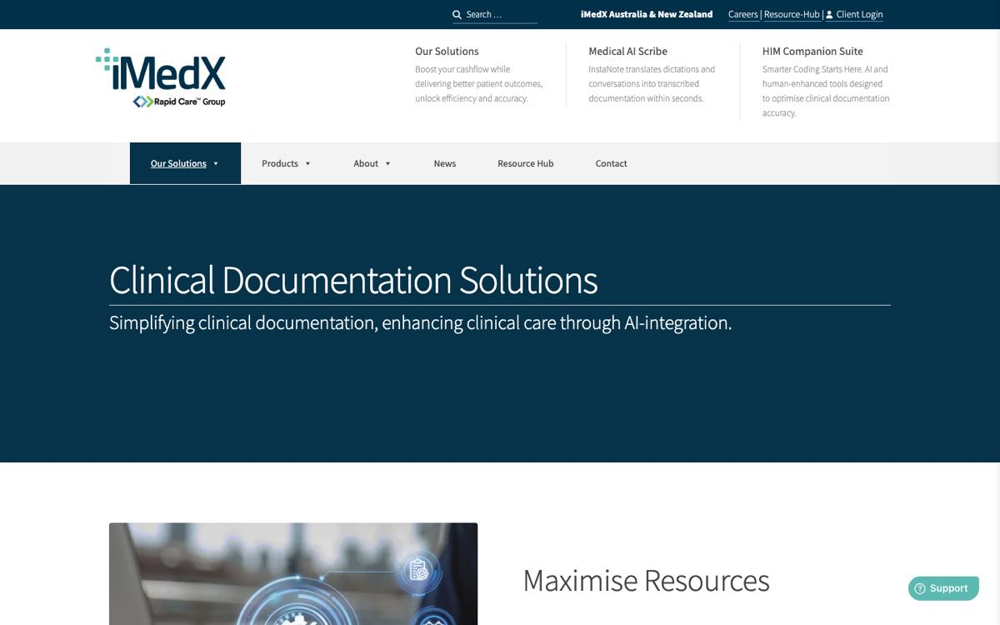 Search …
iMedX Australia & New Zealand
Careers | Resource-Hub | Client Login
iMedX
Rapid Care™ Group
Our Solutions
Boost your cashflow while
delivering better patient outcomes,
unlock efficiency and accuracy.
Medical AI Scribe
InstaNote translates dictations and
conversations into transcribed
documentation within seconds.
HIM Companion Suite
Smarter Coding Starts Here. AI and
human-enhanced tools designed
to optimise clinical documentation
accuracy.
Our Solutions
Products
About
News
Resource Hub
Contact
Clinical Documentation Solutions
Simplifying clinical documentation, enhancing clinical care through AI-integration.
Maximise Resources
Support